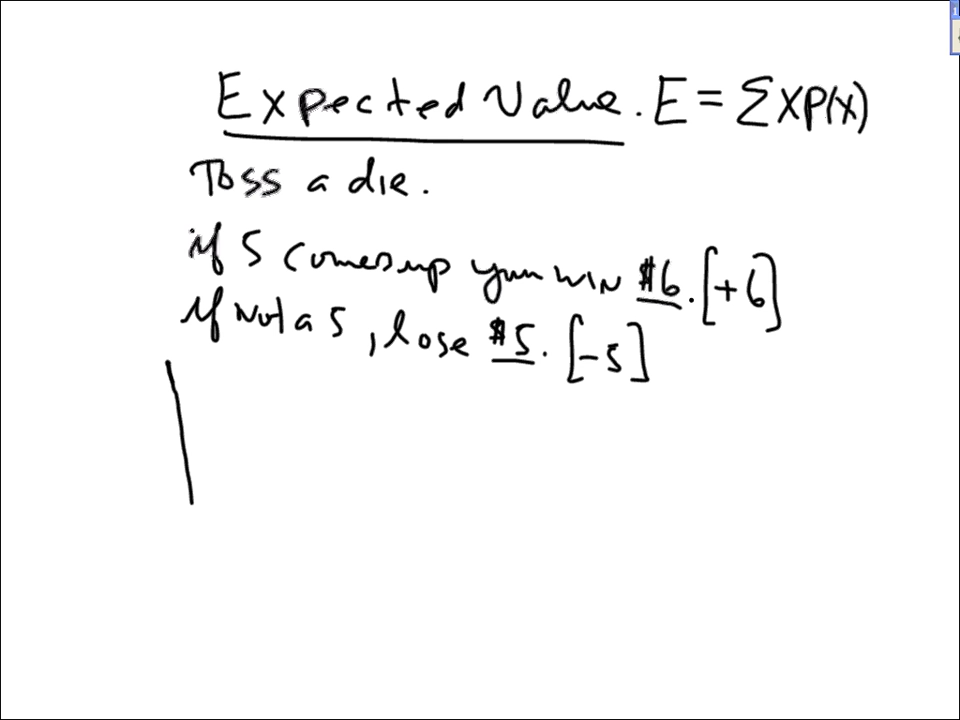 Expected Value. E = ΣXP(X)
Toss a die.
if 5 comes up you win $6. [+6]
if Not a 5, lose $5. [-5]